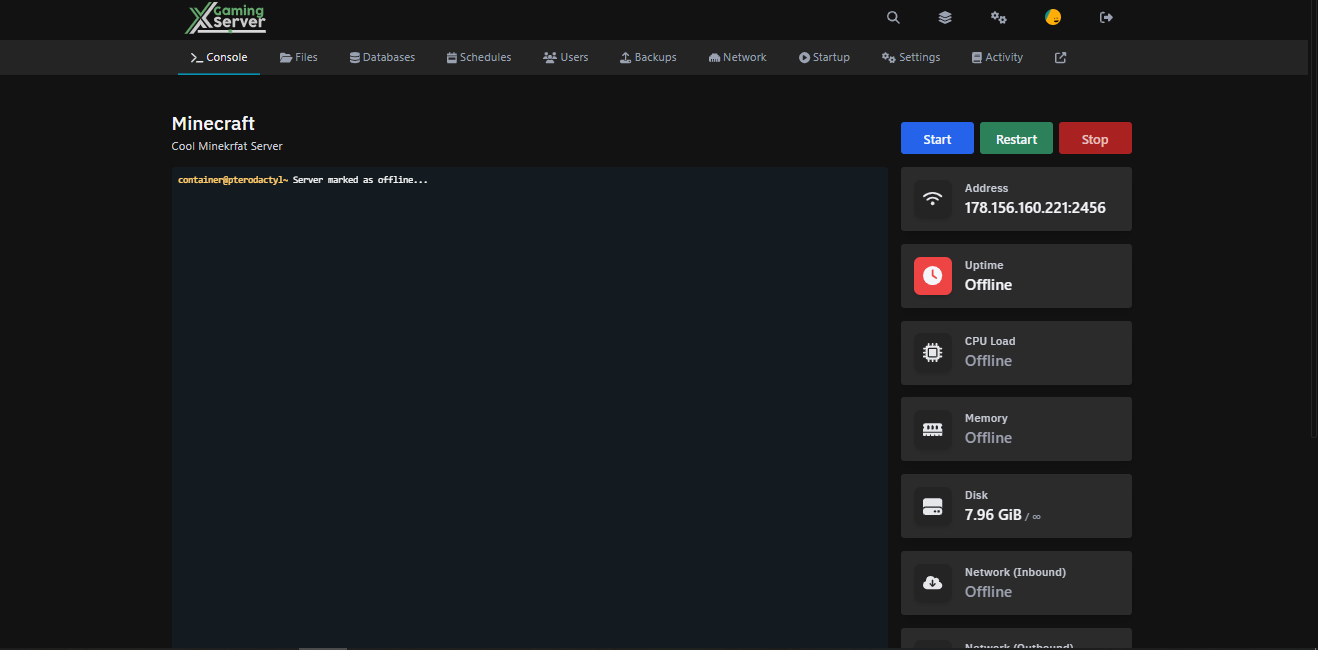 Gaming
XServer
Console Files Databases Schedules Users Backups Network Startup Settings Activity
Minecraft
Cool Minekrfat Server
Start Restart Stop
container@pterodactyl~ Server marked as offline...
Address
178.156.160.221:2456
Uptime
Offline
CPU Load
Offline
Memory
Offline
Disk
7.96 GiB / ∞
Network (Inbound)
Offline
Network (Outbound)